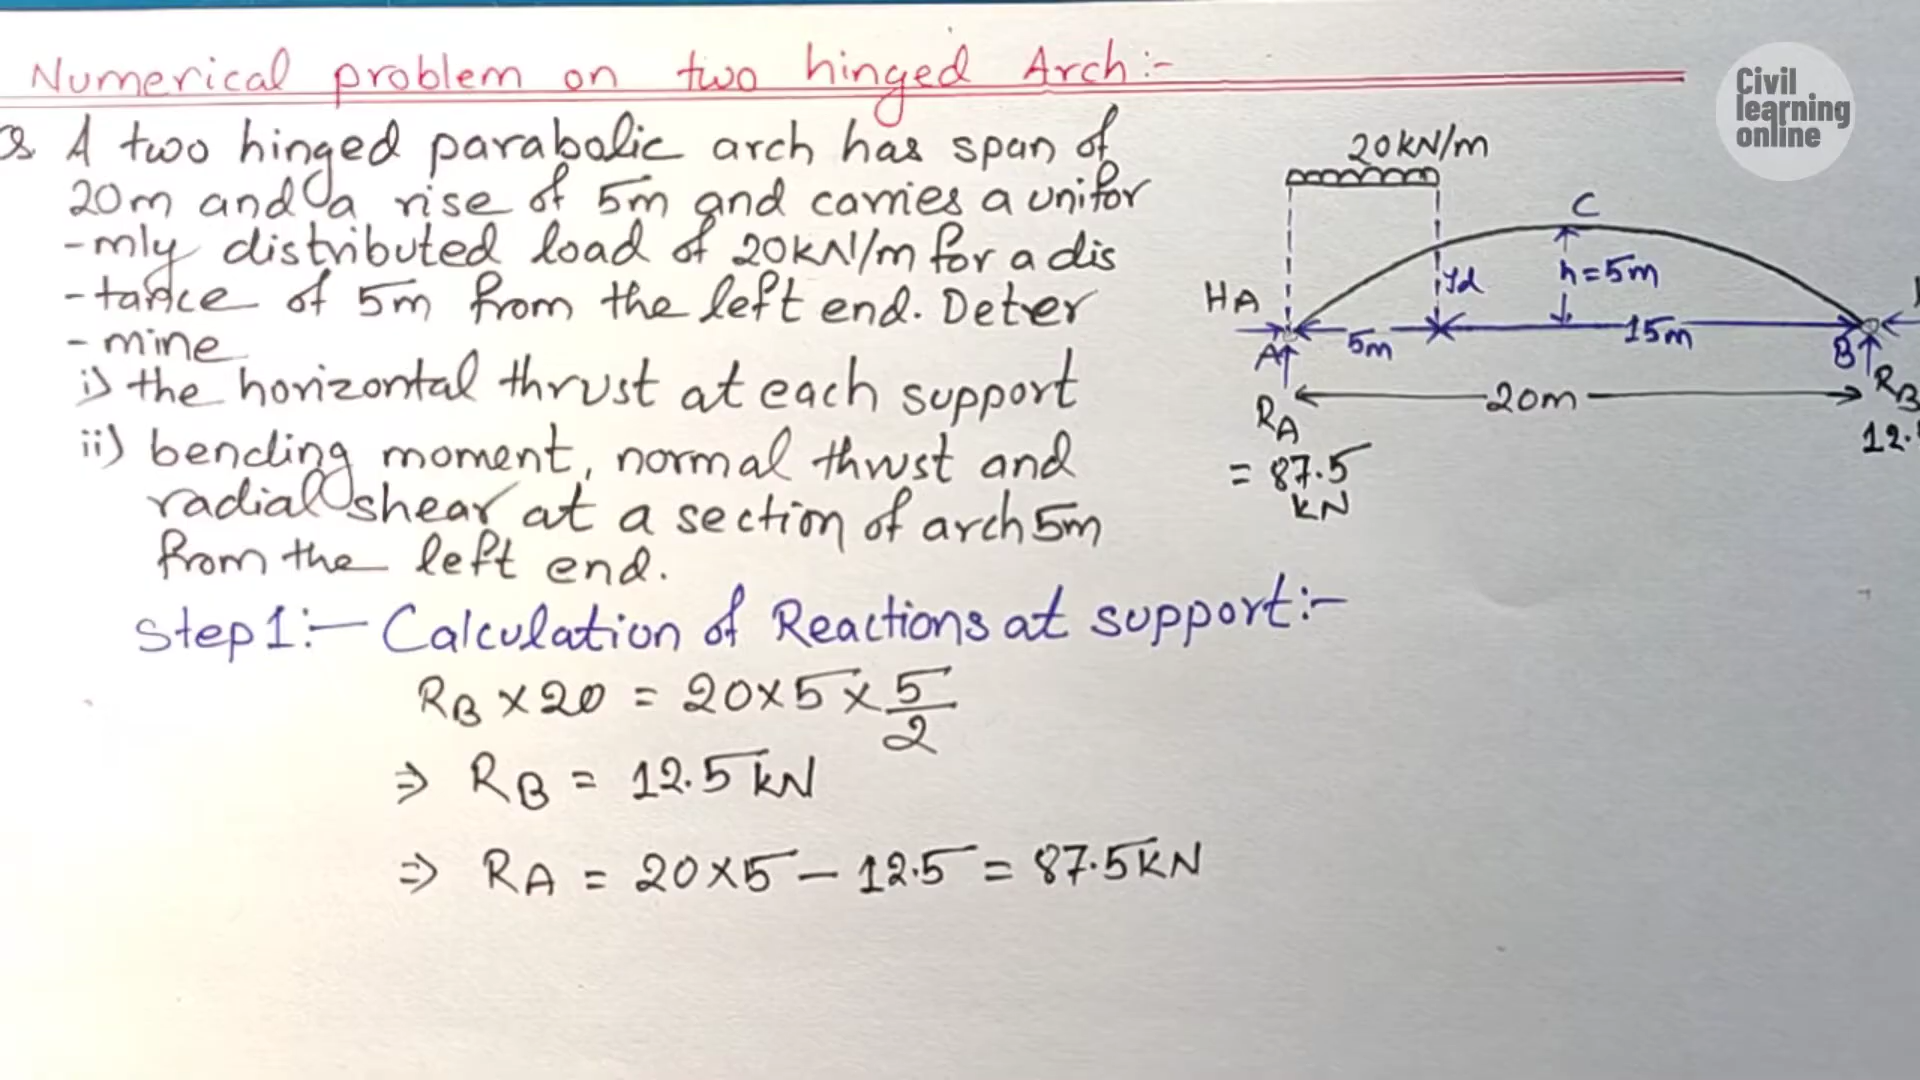 Numerical problem on two hinged Arch:-
Q. A two hinged parabolic arch has span of
20m and a rise of 5m and carries a unifor
-mly distributed load of 20kN/m for a dis
-tance of 5m from the left end. Deter
-mine
i) the horizontal thrust at each support
ii) bending moment, normal thrust and
radial shear at a section of arch 5m
from the left end.
Step1:- Calculation of Reactions at support:-
RB × 20 = 20×5×5/2
⇒ RB = 12.5 kN
⇒ RA = 20×5 - 12.5 = 87.5KN
Civil
learning
online
20kN/m
C
yd
h=5m
HA
A
5m
15m
B
RA
20m
RB
= 87.5
kN
12.